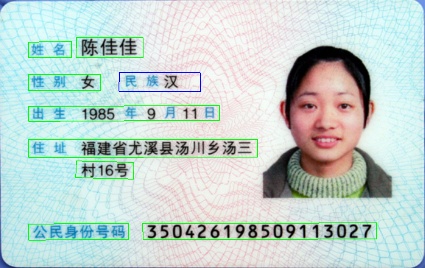 姓名 陈佳佳
性别 女 民族 汉
出生 1985 年 9 月 11 日
住址 福建省尤溪县汤川乡汤三
村16号
公民身份号码 350426198509113027